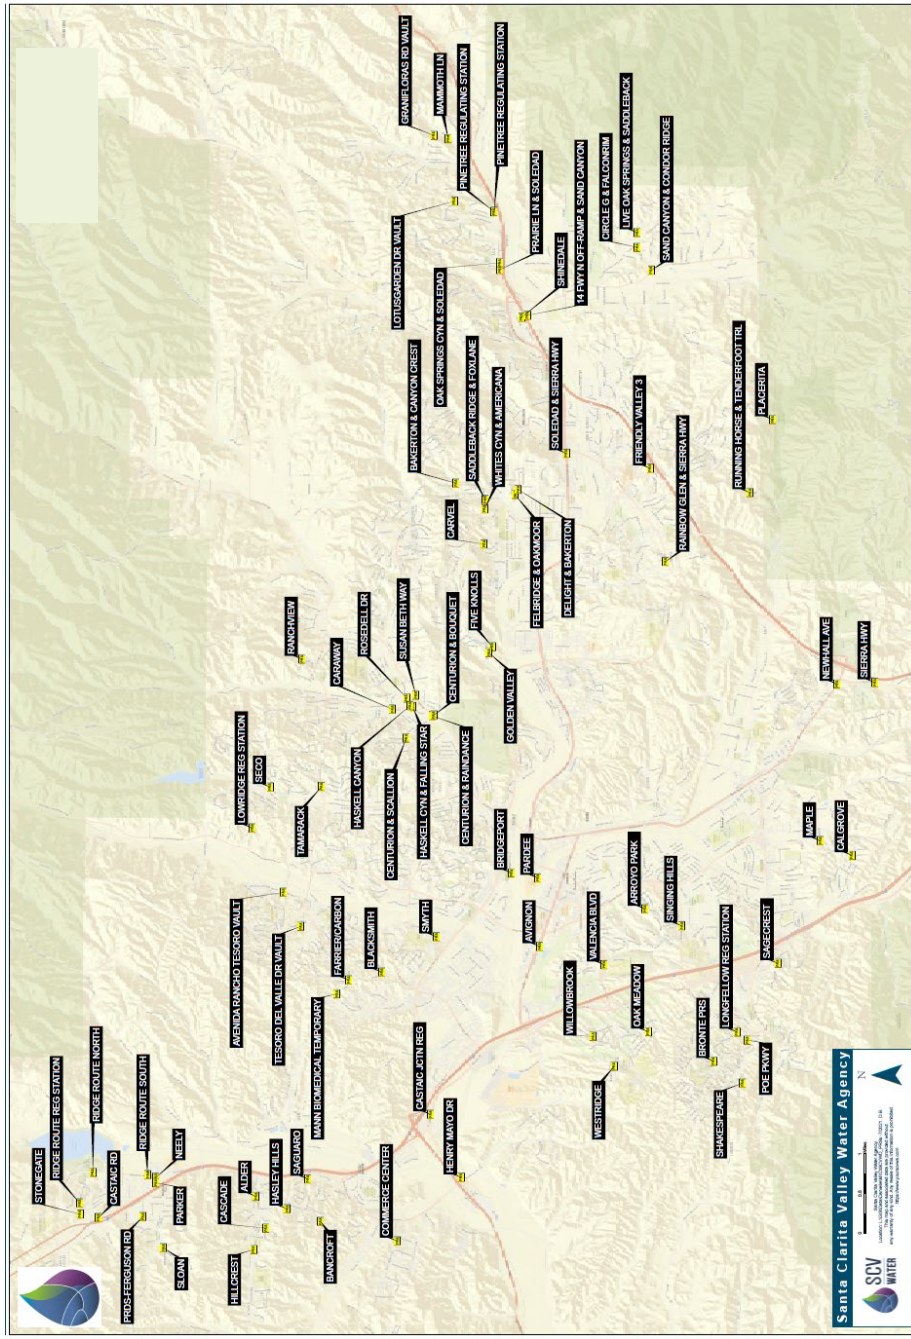 STONEGATE
RIDGE ROUTE REG STATION
RIDGE ROUTE NORTH
CASTAIC RD
PRDS-FERGUSON RD
RIDGE ROUTE SOUTH
NEELY
PARKER
SLOAN
CASCADE
ALDER
HILLCREST
HASLEY HILLS
SAGUARO
BANCROFT
COMMERCE CENTER
CASTAIC JCTN REG
HENRY MAYO DR
LOWRIDGE REG STATION
SECO
TAMARACK
AVENIDA RANCHO TESORO VAULT
TESORO DEL VALLE DR VAULT
MANN BIOMEDICAL TEMPORARY
FARRIER/CARBON
BLACKSMITH
SMYTH
RANCHVIEW
CARAWAY
ROSEDELL DR
SUSAN BETH WAY
HASKELL CANYON
CENTURION & SCALLION
HASKELL CYN & FALLING STAR
CENTURION & BOUQUET
CENTURION & RAINDANCE
FIVE KNOLLS
GOLDEN VALLEY
BRIDGEPORT
PARDEE
AVIGNON
GRANIFLORAS RD VAULT
MAMMOTH LN
PINETREE REGULATING STATION
PINETREE REGULATING STATION
LOTUSGARDEN DR VAULT
OAK SPRINGS CYN & SOLEDAD
PRAIRIE LN & SOLEDAD
SHINEDALE
14 FWY N OFF-RAMP & SAND CANYON
CIRCLE G & FALCONRIM
LIVE OAK SPRINGS & SADDLEBACK
SAND CANYON & CONDOR RIDGE
BAKERTON & CANYON CREST
SADDLEBACK RIDGE & FOXLANE
WHITES CYN & AMERICANA
CARVEL
FELBRIDGE & OAKMOOR
DELIGHT & BAKERTON
SOLEDAD & SIERRA HWY
FRIENDLY VALLEY 3
RAINBOW GLEN & SIERRA HWY
RUNNING HORSE & TENDERFOOT TRL
PLACERITA
NEWHALL AVE
SIERRA HWY
MAPLE
CALGROVE
WILLOWBROOK
VALENCIA BLVD
ARROYO PARK
SINGING HILLS
OAK MEADOW
WESTRIDGE
BRONTE PRS
LONGFELLOW REG STATION
SAGECREST
SHAKESPEARE
POE PKWY
Santa Clarita Valley Water Agency
SCV
WATER
N
0 0.5 1